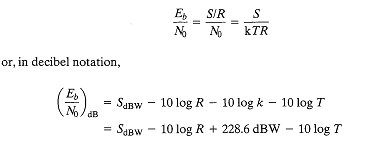 E_b/N_0 = S/R/N_0 = S/kTR
or, in decibel notation,
(E_b/N_0)_dB = S_dBW − 10 log R − 10 log k − 10 log T
= S_dBW − 10 log R + 228.6 dBW − 10 log T